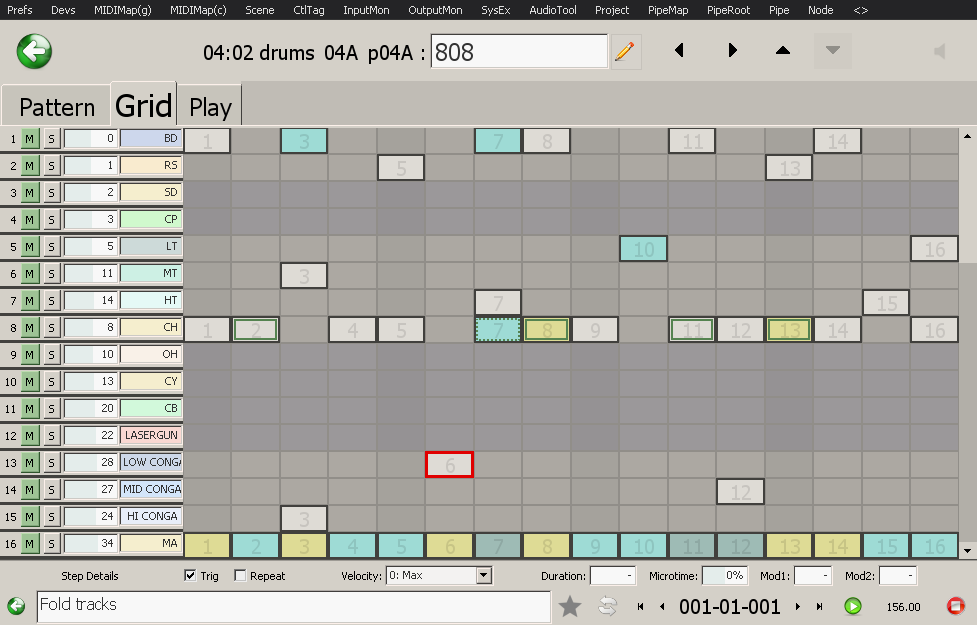 Prefs Devs MIDIMap(g) MIDIMap(c) Scene CtlTag InputMon OutputMon SysEx AudioTool Project PipeMap PipeRoot Pipe Node <>
04:02 drums 04A p04A : 808
Pattern Grid Play
1 M S 0 BD 1 3 7 8 11 14
2 M S 1 RS 5 13
3 M S 2 SD
4 M S 3 CP
5 M S 5 LT 10 16
6 M S 11 MT 3
7 M S 14 HT 7 15
8 M S 8 CH 1 2 4 5 7 8 9 11 12 13 14 16
9 M S 10 OH
10 M S 13 CY
11 M S 20 CB
12 M S 22 LASERGUN
13 M S 28 LOW CONGA 6
14 M S 27 MID CONGA 12
15 M S 24 HI CONGA 3
16 M S 34 MA 1 2 3 4 5 6 7 8 9 10 11 12 13 14 15 16
Step Details Trig Repeat Velocity: 0: Max Duration: - Microtime: 0% Mod1: - Mod2: -
Fold tracks 001-01-001 156.00